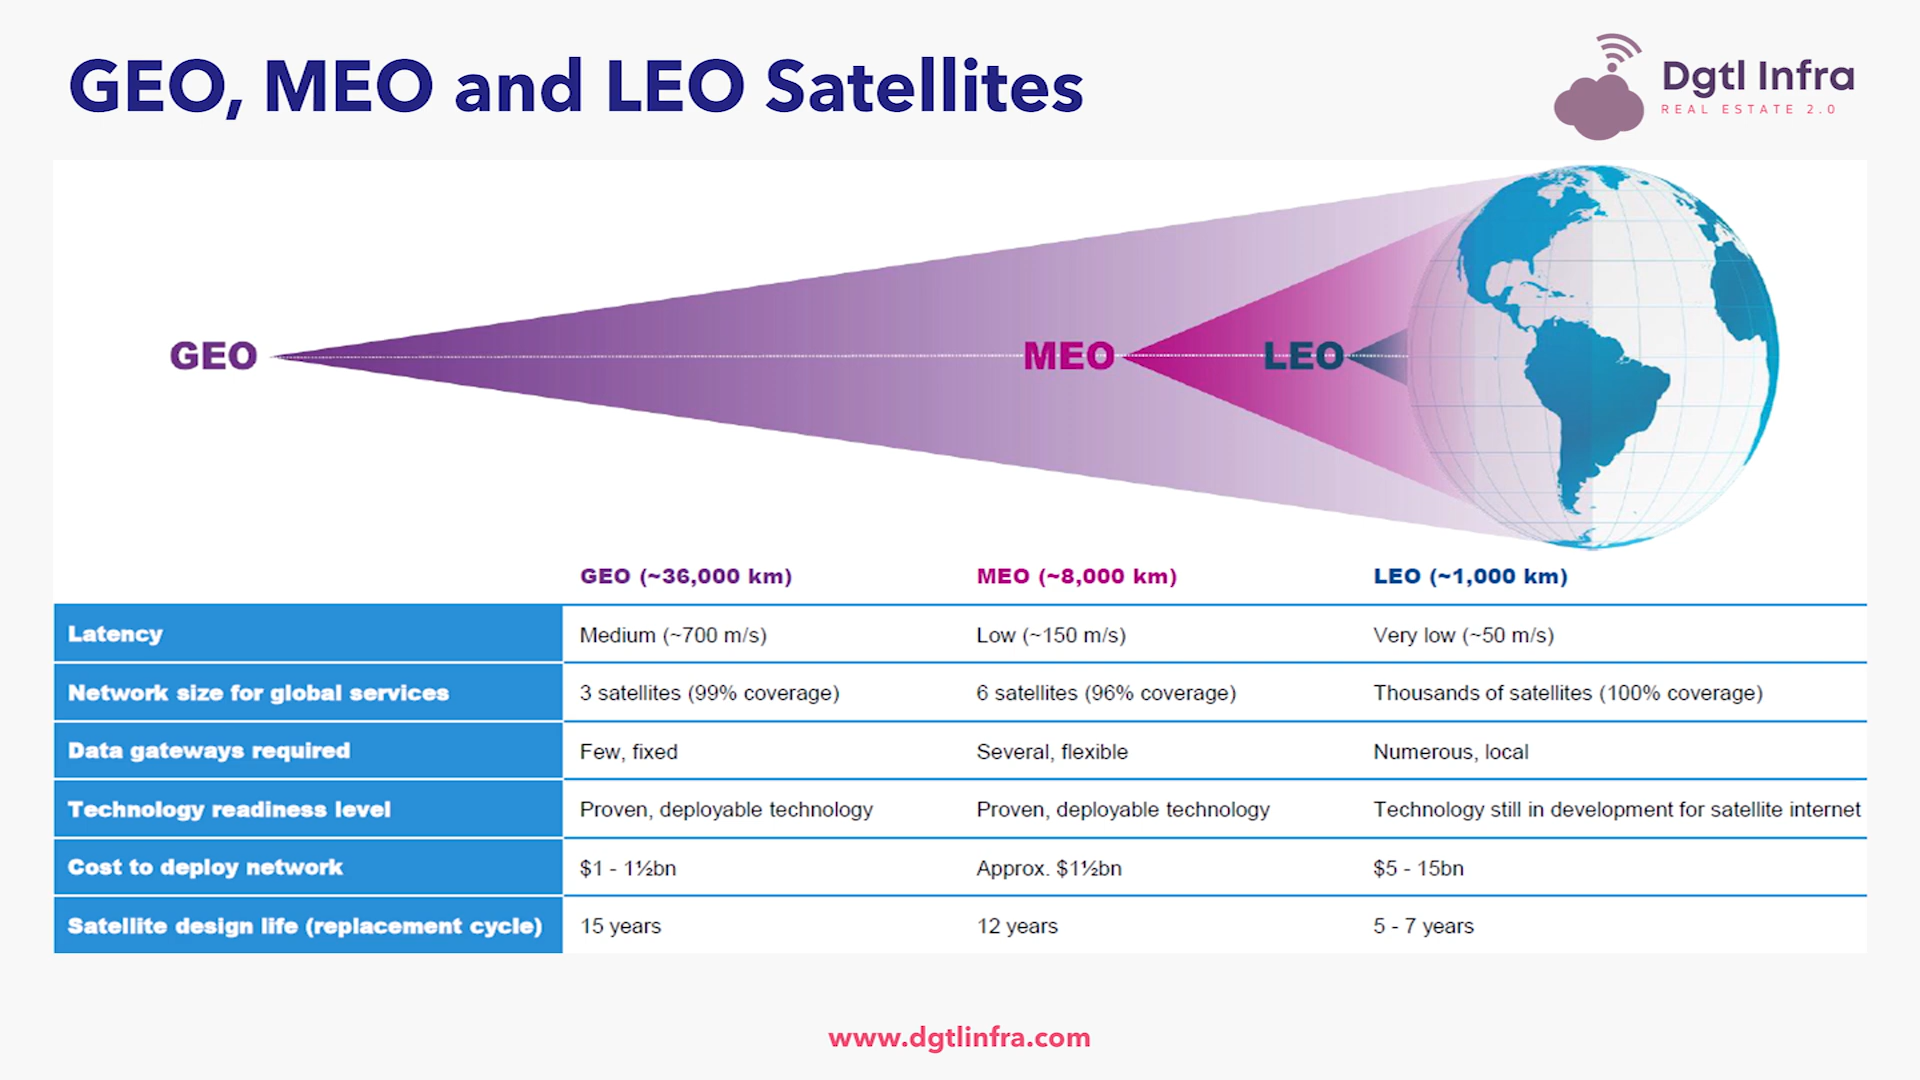 GEO, MEO and LEO Satellites
Dgtl Infra
REAL ESTATE 2.0
GEO
MEO
LEO
GEO (~36,000 km) MEO (~8,000 km) LEO (~1,000 km)
Latency Medium (~700 m/s) Low (~150 m/s) Very low (~50 m/s)
Network size for global services 3 satellites (99% coverage) 6 satellites (96% coverage) Thousands of satellites (100% coverage)
Data gateways required Few, fixed Several, flexible Numerous, local
Technology readiness level Proven, deployable technology Proven, deployable technology Technology still in development for satellite internet
Cost to deploy network $1 - 1½bn Approx. $1½bn $5 - 15bn
Satellite design life (replacement cycle) 15 years 12 years 5 - 7 years
www.dgtlinfra.com